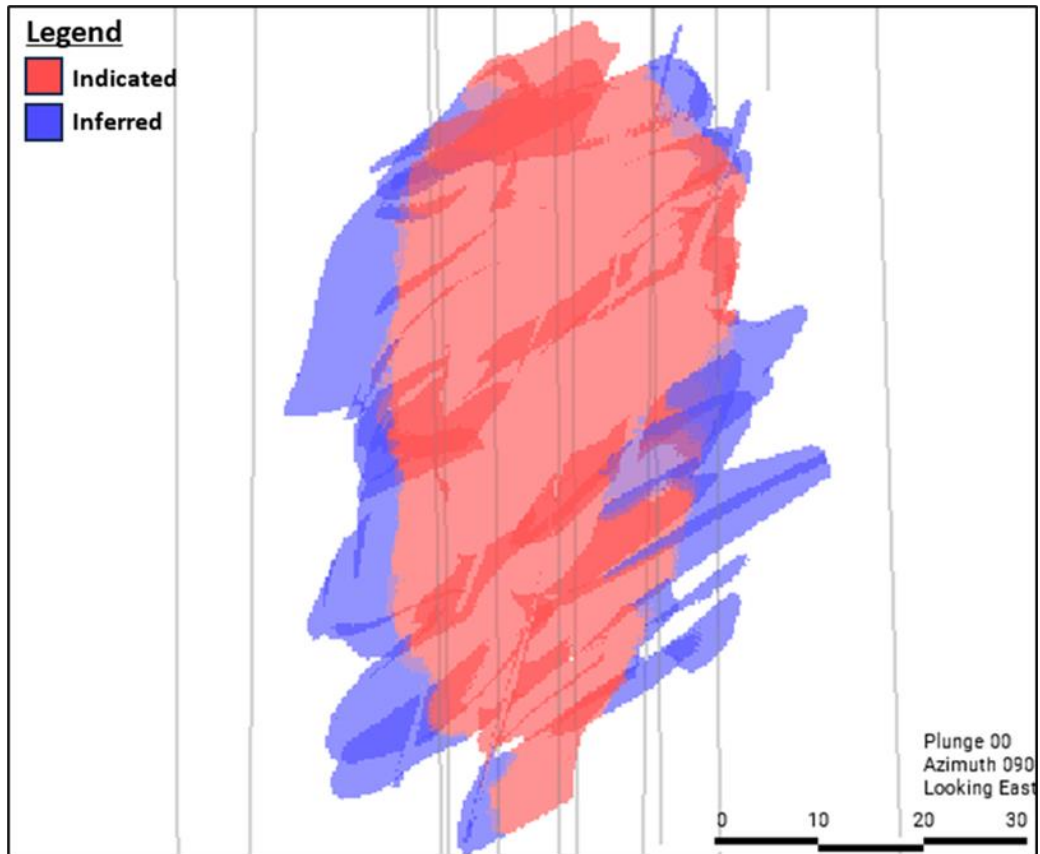 Legend
Indicated
Inferred
Plunge 00
Azimuth 090
Looking East
0 10 20 30